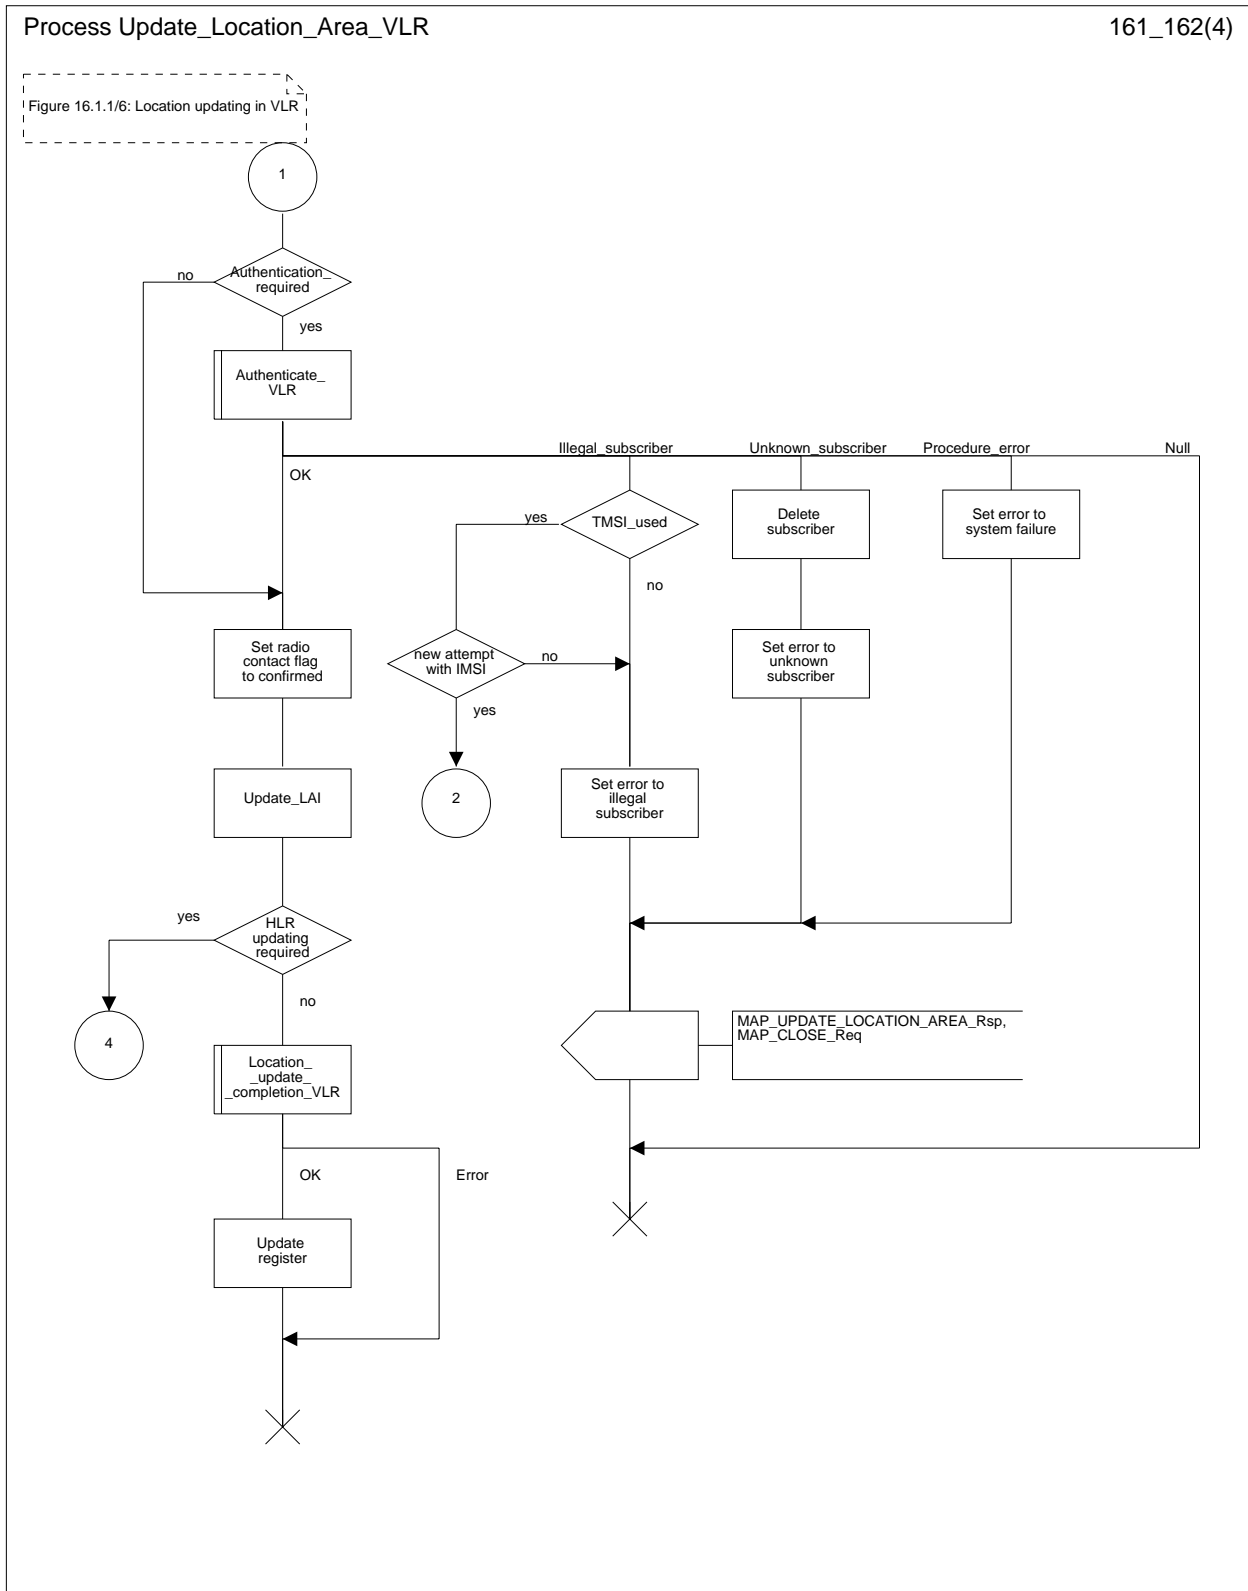 Process Update_Location_Area_VLR
161_162(4)
Figure 16.1.1/6: Location updating in VLR
1
no
Authentication_
required
yes
Authenticate_
VLR
Illegal_subscriber
Unknown_subscriber
Procedure_error
Null
OK
yes
TMSI_used
Delete
subscriber
Set error to
system failure
no
Set radio
contact flag
to confirmed
new attempt
with IMSI
no
Set error to
unknown
subscriber
yes
Update_LAI
2
Set error to
illegal
subscriber
yes
HLR
updating
required
no
4
Location_
_update_
_completion_VLR
MAP_UPDATE_LOCATION_AREA_Rsp,
MAP_CLOSE_Req
OK
Error
Update
register